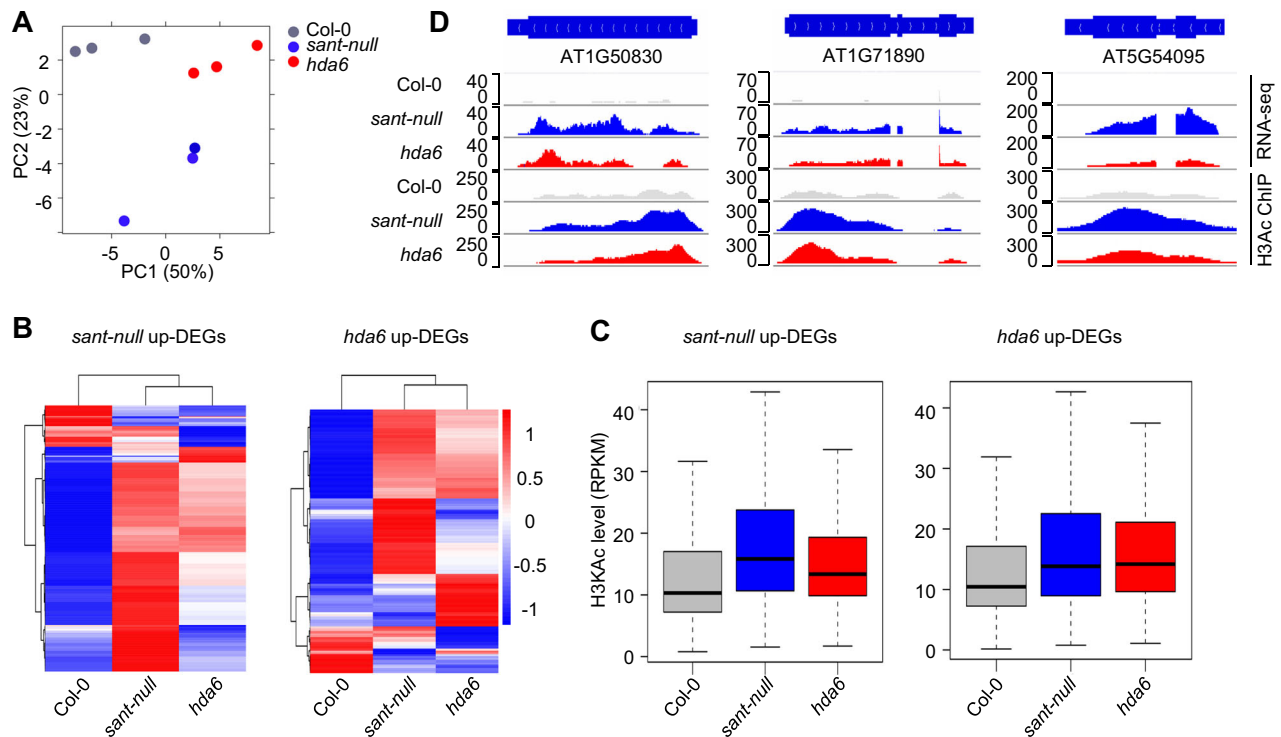 A
Col-0
sant-null
hda6
PC2 (23%)
2
0
-2
-4
-6
-5
0
5
PC1 (50%)
D
AT1G50830
AT1G71890
AT5G54095
Col-0
40
0
70
0
200
0
sant-null
40
0
70
0
200
0
hda6
40
0
70
0
200
0
RNA-seq
Col-0
250
0
300
0
300
0
sant-null
250
0
300
0
300
0
hda6
250
0
300
0
300
0
H3Ac ChIP
B
sant-null up-DEGs
hda6 up-DEGs
1
0.5
0
-0.5
-1
Col-0
sant-null
hda6
Col-0
sant-null
hda6
C
sant-null up-DEGs
hda6 up-DEGs
H3KAc level (RPKM)
40
30
20
10
0
40
30
20
10
0
Col-0
sant-null
hda6
Col-0
sant-null
hda6